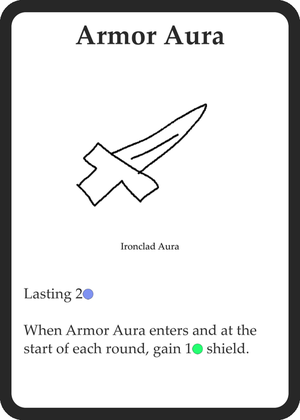 Armor Aura
Ironclad Aura
Lasting 2
When Armor Aura enters and at the
start of each round, gain 1 shield.